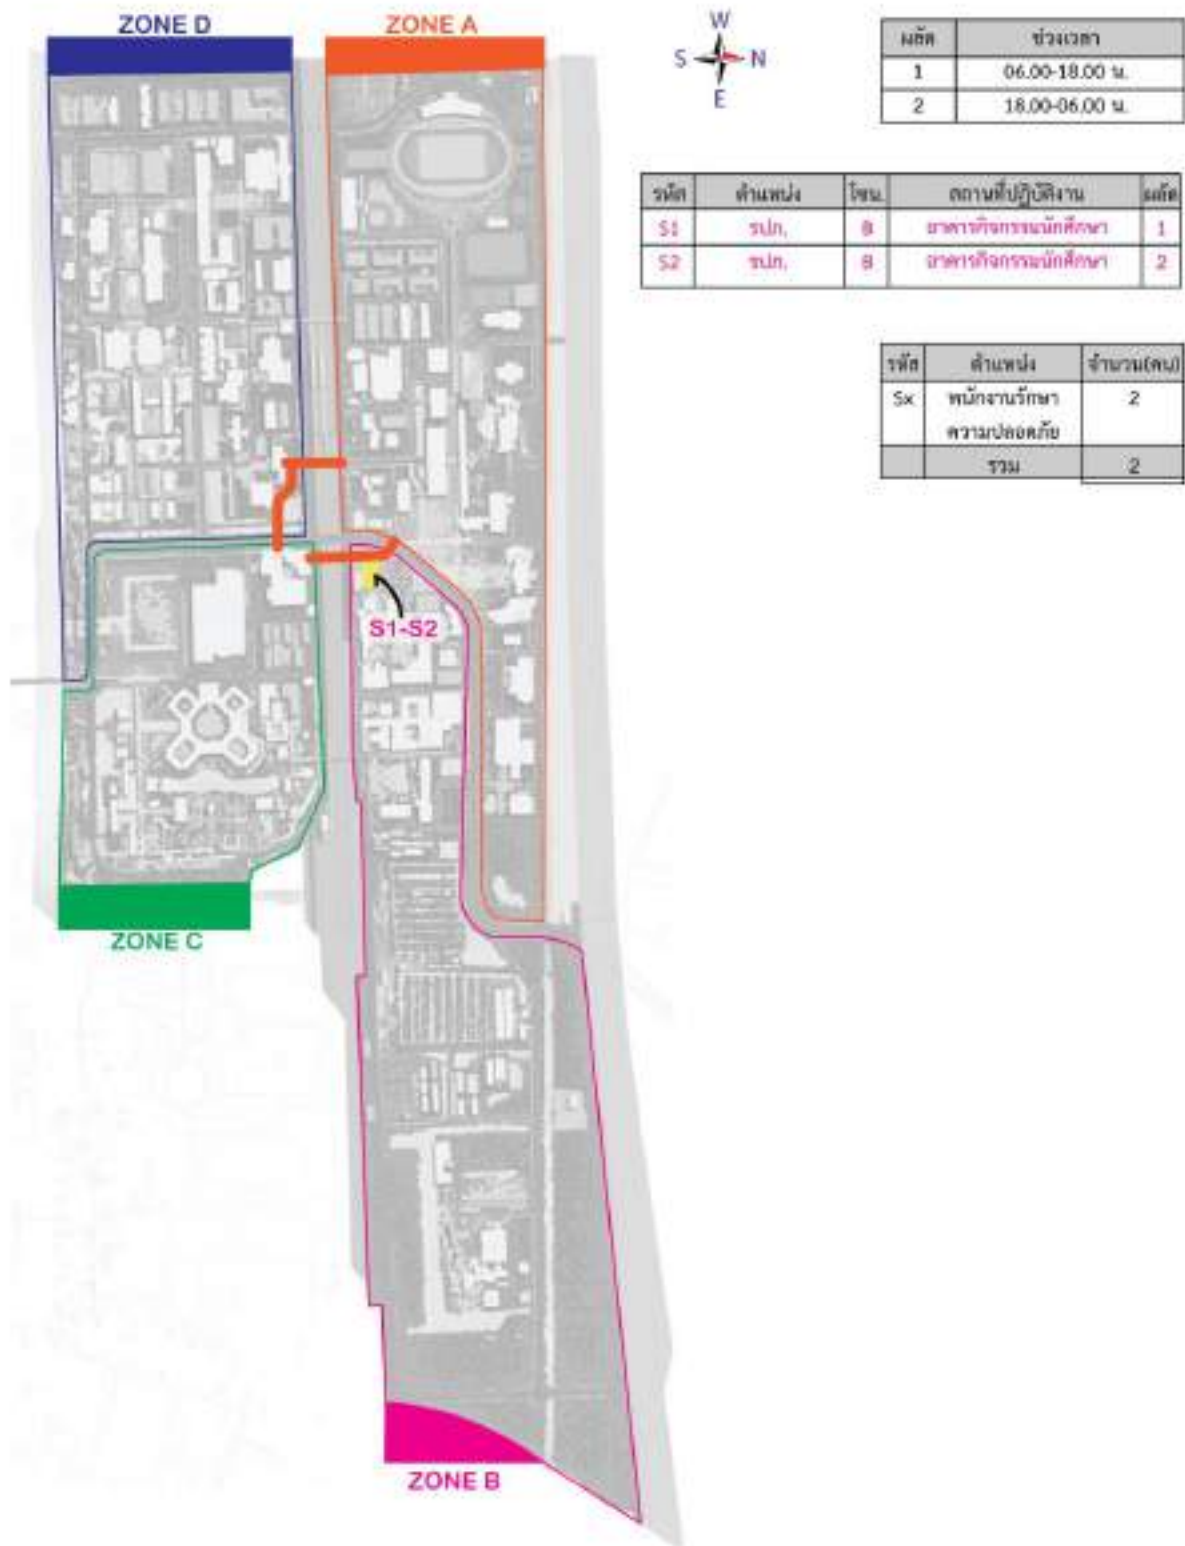 ZONE D
ZONE A
W
S N
E
ผลัด ช่วงเวลา
1 06.00-18.00 น.
2 18.00-06.00 น.
รหัส ตำแหน่ง โซน. สถานที่ปฏิบัติงาน ผลัด
S1 รปภ. B อาคารกิจกรรมนักศึกษา 1
S2 รปภ. B อาคารกิจกรรมนักศึกษา 2
รหัส ตำแหน่ง จำนวน(คน)
Sx พนักงานรักษา 2
ความปลอดภัย
รวม 2
S1-S2
ZONE C
ZONE B